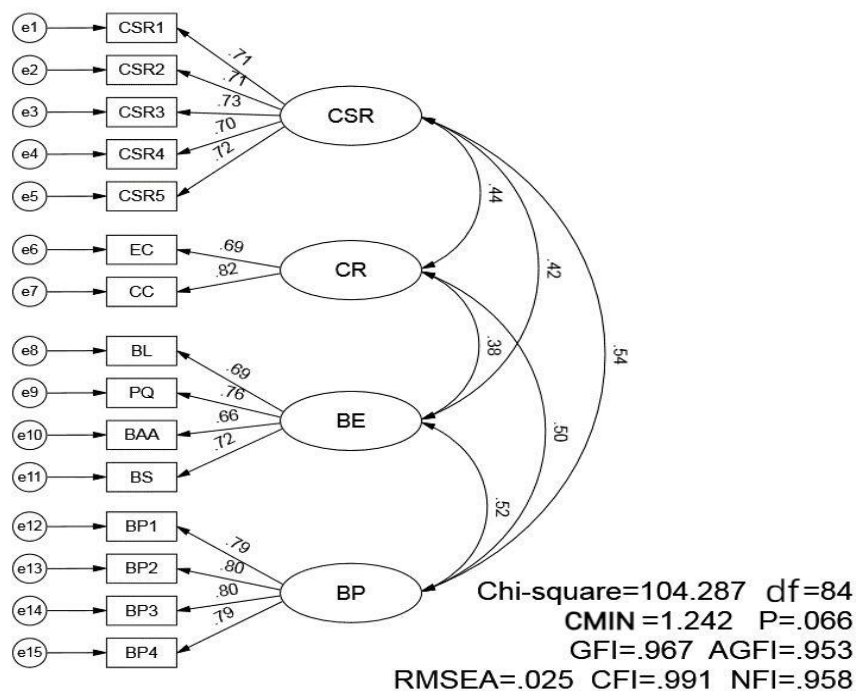 e1 CSR1
.71
e2 CSR2
.71
e3 CSR3
.73
CSR
e4 CSR4
.70
e5 CSR5
.72
.44
e6 EC
.69
CR
.42
e7 CC
.82
e8 BL
.69
.38
.54
e9 PQ
.76
BE
e10 BAA
.66
.50
e11 BS
.72
.52
e12 BP1
.79
e13 BP2
.80
BP
e14 BP3
.80
e15 BP4
.79
Chi-square=104.287 df=84
CMIN =1.242 P=.066
GFI=.967 AGFI=.953
RMSEA=.025 CFI=.991 NFI=.958